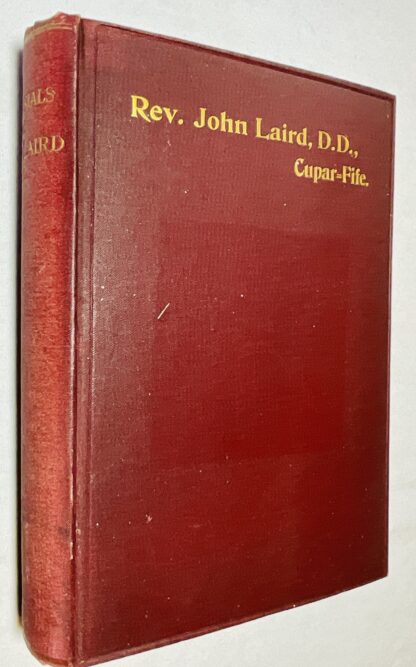 Rev. John Laird, D.D.,
Cupar=Fife.
IALS
AIRD